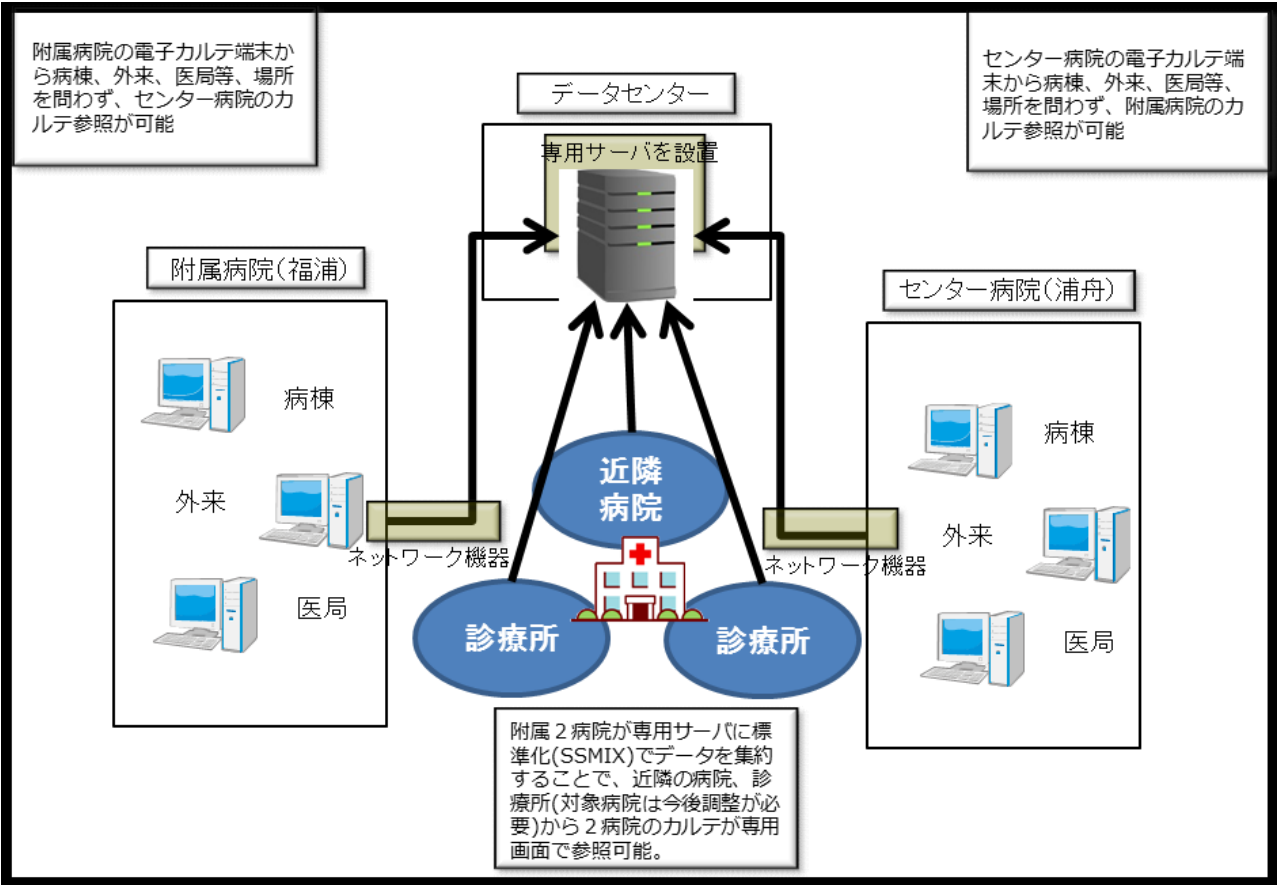 附属病院の電子カルテ端末か
ら病棟、外来、医局等、場所
を問わず、センター病院のカ
ルテ参照が可能
データセンター
専用サーバを設置
センター病院の電子カルテ端
末から病棟、外来、医局等、
場所を問わず、附属病院のカ
ルテ参照が可能
附属病院(福浦)
病棟
外来
医局
ネットワーク機器
近隣
病院
診療所
診療所
センター病院(浦舟)
病棟
外来
医局
ネットワーク機器
附属２病院が専用サーバに標
準化(SSMIX)でデータを集約
することで、近隣の病院、診
療所(対象病院は今後調整が必
要)から２病院のカルテが専用
画面で参照可能。